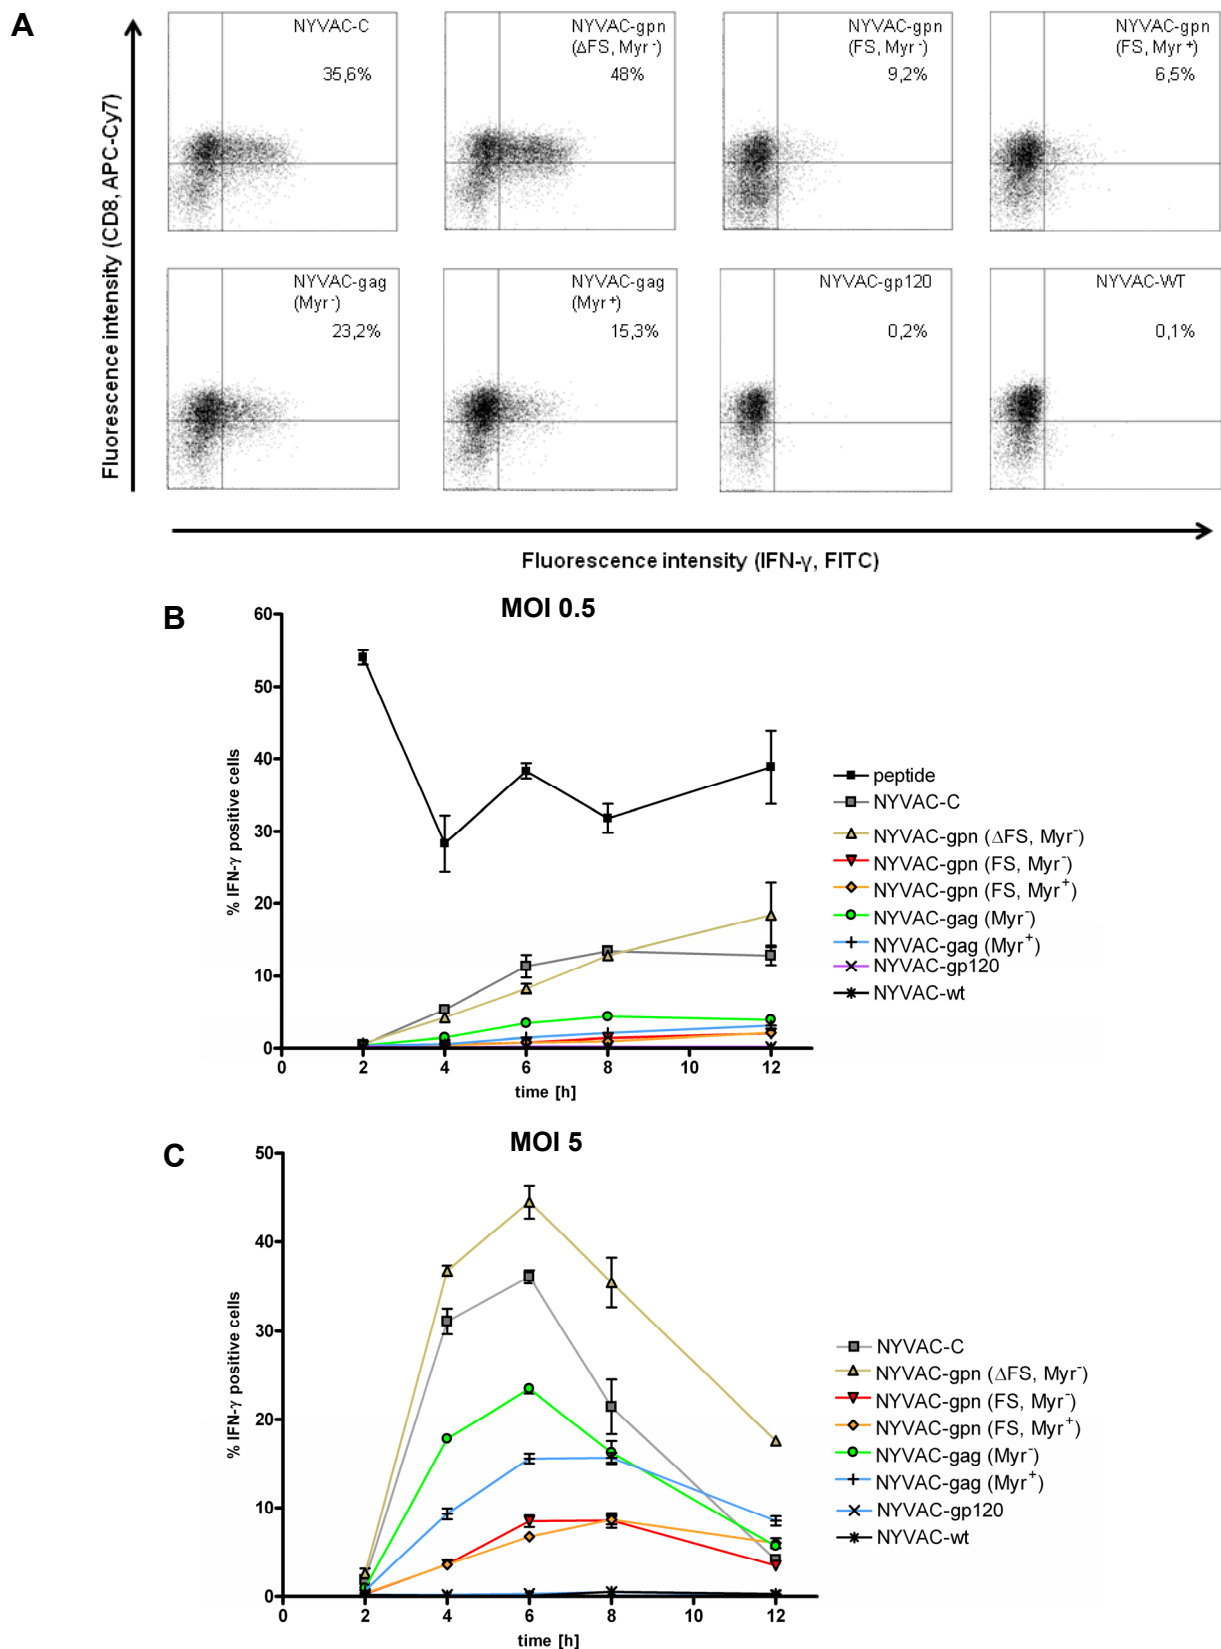 A
Fluorescence intensity (CD8, APC-Cy7)
NYVAC-C
35,6%
NYVAC-gpn
(ΔFS, Myr⁻)
48%
NYVAC-gpn
(FS, Myr⁻)
9,2%
NYVAC-gpn
(FS, Myr⁺)
6,5%
NYVAC-gag
(Myr⁻)
23,2%
NYVAC-gag
(Myr⁺)
15,3%
NYVAC-gp120
0,2%
NYVAC-WT
0,1%
Fluorescence intensity (IFN-γ, FITC)
B
MOI 0.5
% IFN-γ positive cells
60
50
40
30
20
10
0
0 2 4 6 8 10 12
time [h]
peptide
NYVAC-C
NYVAC-gpn (ΔFS, Myr⁻)
NYVAC-gpn (FS, Myr⁻)
NYVAC-gpn (FS, Myr⁺)
NYVAC-gag (Myr⁻)
NYVAC-gag (Myr⁺)
NYVAC-gp120
NYVAC-wt
C
MOI 5
% IFN-γ positive cells
50
40
30
20
10
0
0 2 4 6 8 10 12
time [h]
NYVAC-C
NYVAC-gpn (ΔFS, Myr⁻)
NYVAC-gpn (FS, Myr⁻)
NYVAC-gpn (FS, Myr⁺)
NYVAC-gag (Myr⁻)
NYVAC-gag (Myr⁺)
NYVAC-gp120
NYVAC-wt